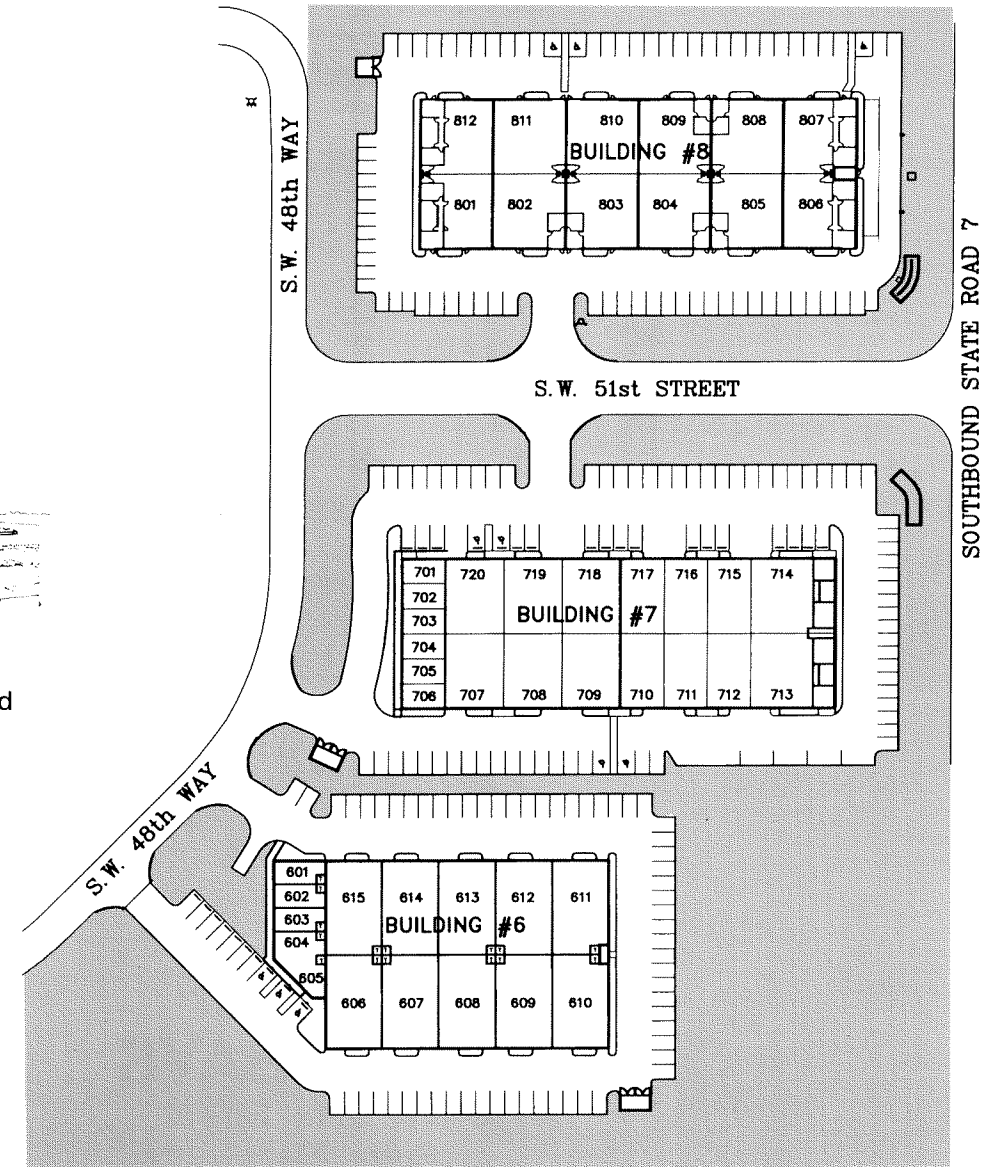 S.W. 48th WAY
812 811 810 809 808 807
BUILDING #8
801 802 803 804 805 806
SOUTHBOUND STATE ROAD 7
S.W. 51st STREET
701 720 719 718 717 716 715 714
702
703
BUILDING #7
704
705
706 707 708 709 710 711 712 713
d
S.W. 48th WAY
601
602
615 614 613 612 611
603
BUILDING #6
604
605
606 607 608 609 610